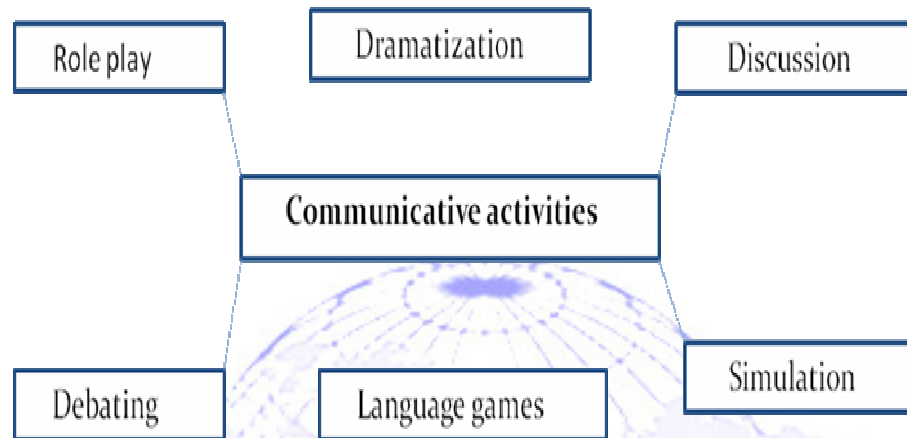 Role play
Dramatization
Discussion
Communicative activities
Debating
Language games
Simulation